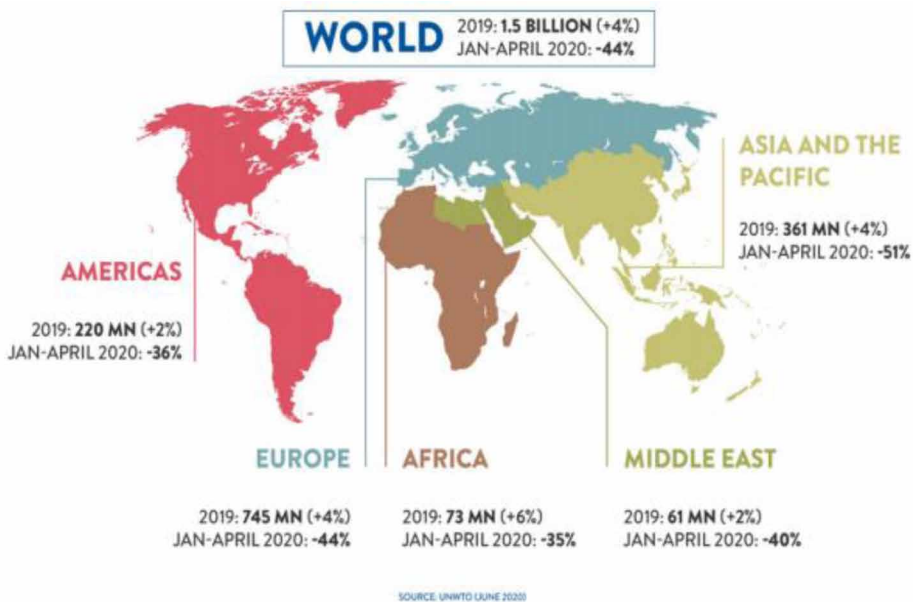 WORLD
2019: 1.5 BILLION (+4%)
JAN-APRIL 2020: -44%
ASIA AND THE
PACIFIC
2019: 361 MN (+4%)
JAN-APRIL 2020: -51%
AMERICAS
2019: 220 MN (+2%)
JAN-APRIL 2020: -36%
EUROPE
2019: 745 MN (+4%)
JAN-APRIL 2020: -44%
AFRICA
2019: 73 MN (+6%)
JAN-APRIL 2020: -35%
MIDDLE EAST
2019: 61 MN (+2%)
JAN-APRIL 2020: -40%
SOURCE: UNWTO (JUNE 2020)